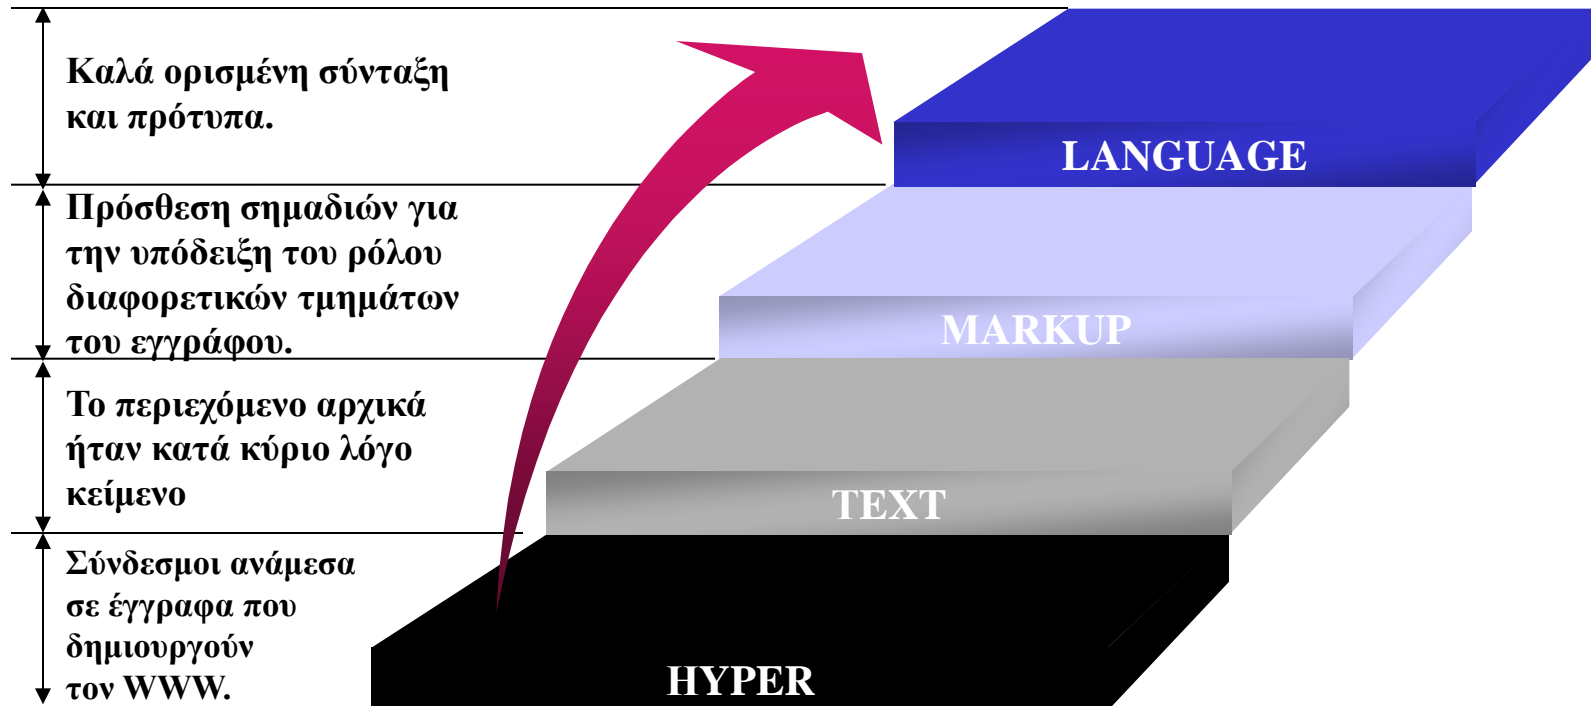 Καλά ορισμένη σύνταξη
και πρότυπα.
LANGUAGE
Πρόσθεση σημαδιών για
την υπόδειξη του ρόλου
διαφορετικών τμημάτων
του εγγράφου.
MARKUP
Το περιεχόμενο αρχικά
ήταν κατά κύριο λόγο
κείμενο
TEXT
Σύνδεσμοι ανάμεσα
σε έγγραφα που
δημιουργούν
τον WWW.
HYPER